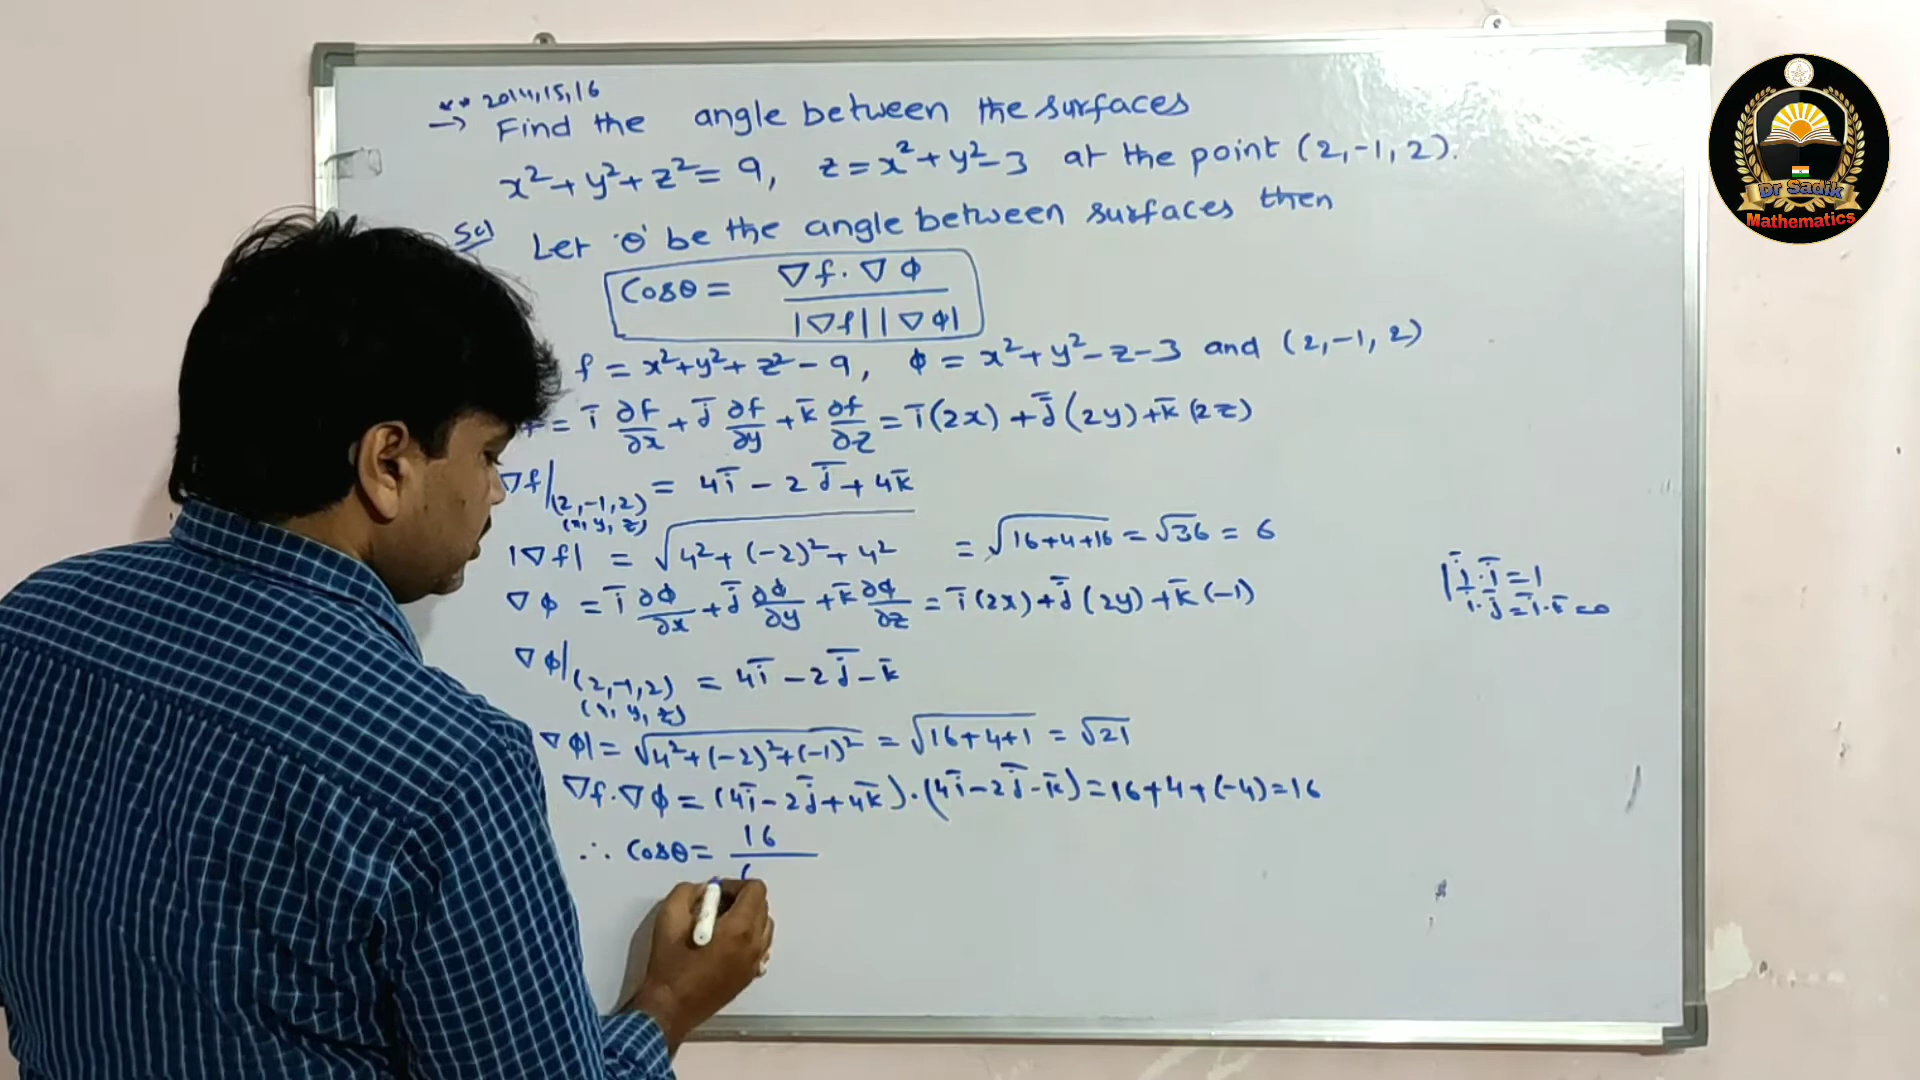 ** 2014,15,16
→ Find the angle between the surfaces
x²+y²+z²=9, z=x²+y²-3 at the point (2,-1,2).
Sol Let 'θ' be the angle between surfaces then
Cosθ = ∇f.∇ϕ / |∇f||∇ϕ|
f = x²+y²+z²-9, ϕ = x²+y²-z-3 and (2,-1,2)
= ī ∂f/∂x + j̄ ∂f/∂y + k̄ ∂f/∂z = ī(2x) + j̄(2y) + k̄(2z)
∇f|(2,-1,2) = 4ī - 2j̄ + 4k̄
(x, y, z)
|∇f| = √4²+(-2)²+4² = √16+4+16 = √36 = 6
∇ϕ = ī ∂ϕ/∂x + j̄ ∂ϕ/∂y + k̄ ∂ϕ/∂z = ī(2x) + j̄(2y) + k̄(-1)
∇ϕ|(2,-1,2) = 4ī - 2j̄ - k̄
(x, y, z)
∇ϕ| = √4²+(-2)²+(-1)² = √16+4+1 = √21
∇f.∇ϕ = (4ī-2j̄+4k̄).(4ī-2j̄-k̄) = 16+4+(-4) = 16
∴ Cosθ = 16
ī.ī = 1
ī.j̄ = ī.k̄ = 0
Dr Sadik
Mathematics